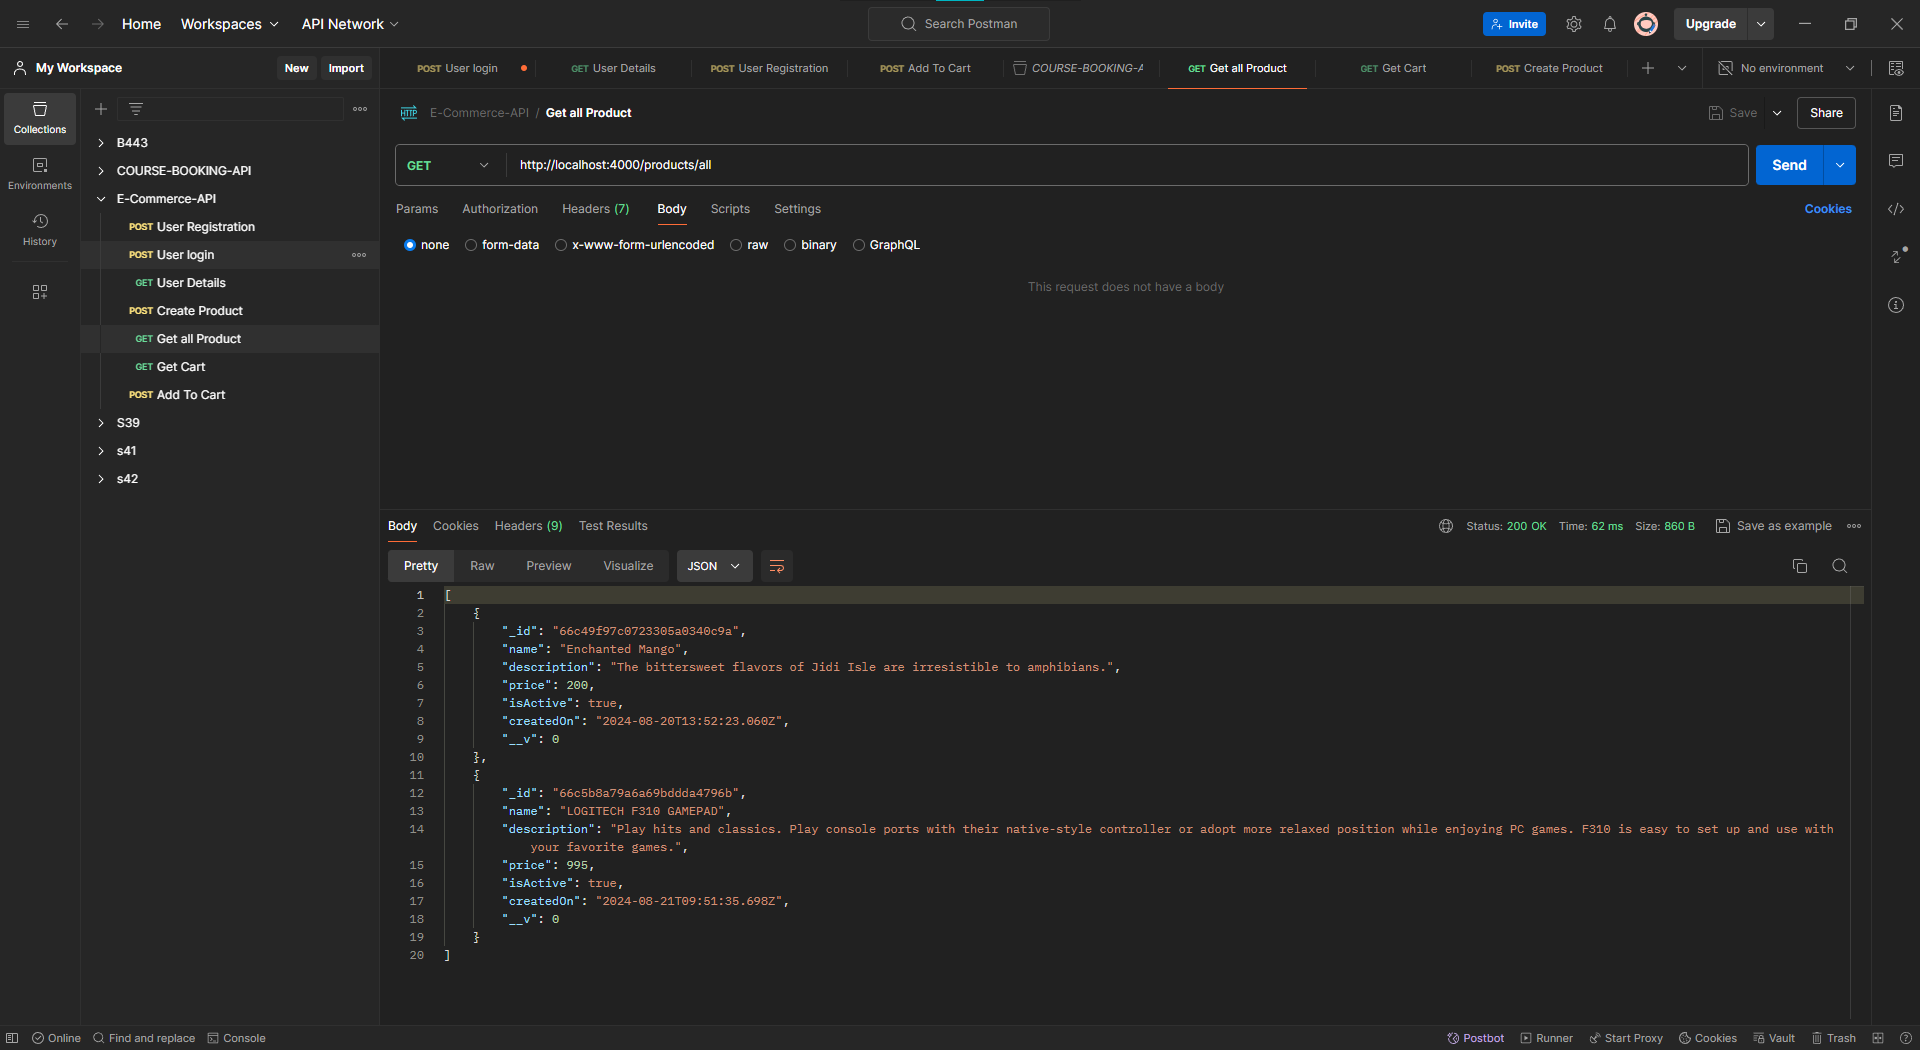 Home
Workspaces
API Network
Search Postman
Invite
Upgrade
My Workspace
New
Import
POST User login
GET User Details
POST User Registration
POST Add To Cart
COURSE-BOOKING-A
GET Get all Product
GET Get Cart
POST Create Product
No environment
Collections
Environments
History
B443
COURSE-BOOKING-API
E-Commerce-API
POST User Registration
POST User login
GET User Details
POST Create Product
GET Get all Product
GET Get Cart
POST Add To Cart
S39
s41
s42
HTTP
E-Commerce-API / Get all Product
Save
Share
GET
http://localhost:4000/products/all
Send
Params
Authorization
Headers (7)
Body
Scripts
Settings
Cookies
none
form-data
x-www-form-urlencoded
raw
binary
GraphQL
This request does not have a body
Body
Cookies
Headers (9)
Test Results
Status: 200 OK
Time: 62 ms
Size: 860 B
Save as example
Pretty
Raw
Preview
Visualize
JSON
1 [
2 {
3 "_id": "66c49f97c0723305a0340c9a",
4 "name": "Enchanted Mango",
5 "description": "The bittersweet flavors of Jidi Isle are irresistible to amphibians.",
6 "price": 200,
7 "isActive": true,
8 "createdOn": "2024-08-20T13:52:23.060Z",
9 "__v": 0
10 },
11 {
12 "_id": "66c5b8a79a6a69bddda4796b",
13 "name": "LOGITECH F310 GAMEPAD",
14 "description": "Play hits and classics. Play console ports with their native-style controller or adopt more relaxed position while enjoying PC games. F310 is easy to set up and use with
your favorite games.",
15 "price": 995,
16 "isActive": true,
17 "createdOn": "2024-08-21T09:51:35.698Z",
18 "__v": 0
19 }
20 ]
Online
Find and replace
Console
Postbot
Runner
Start Proxy
Cookies
Vault
Trash